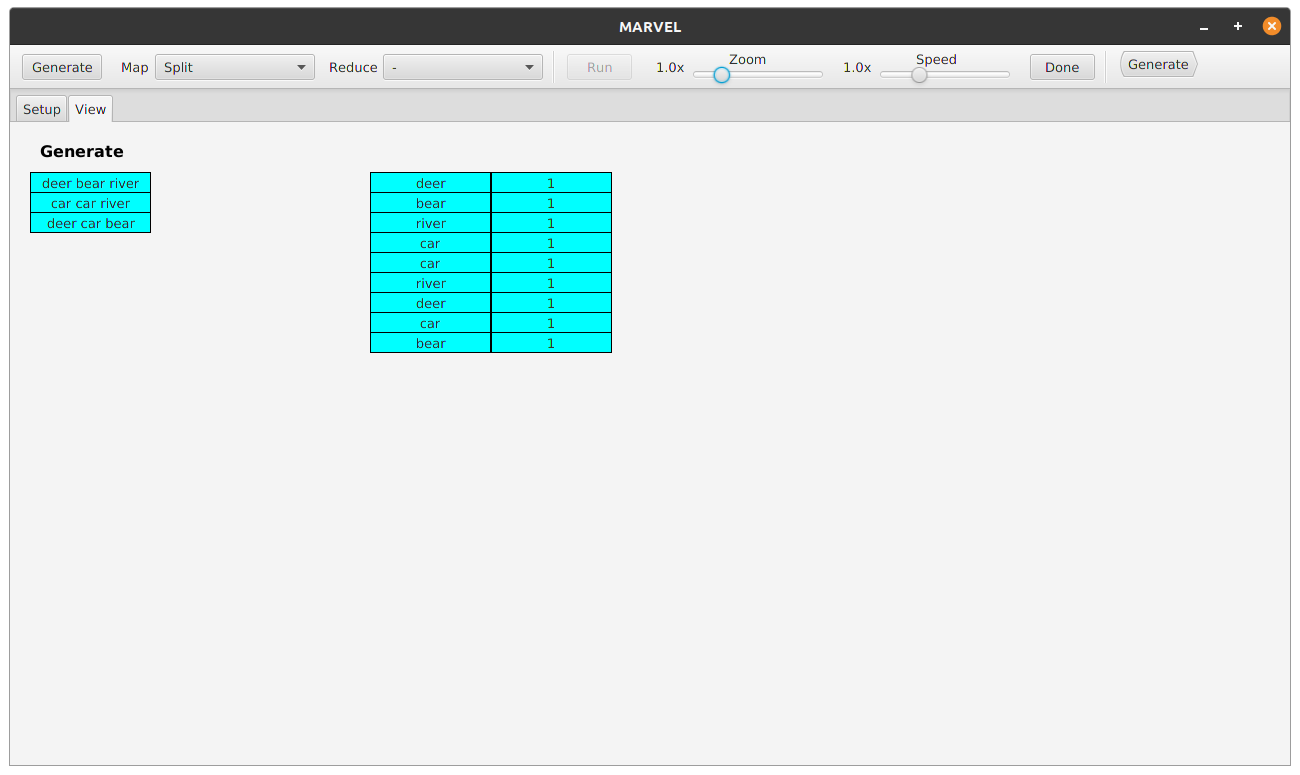 MARVEL
Generate Map Split Reduce - Run 1.0x Zoom 1.0x Speed Done Generate
Setup View
Generate
deer bear river
car car river
deer car bear
deer 1
bear 1
river 1
car 1
car 1
river 1
deer 1
car 1
bear 1